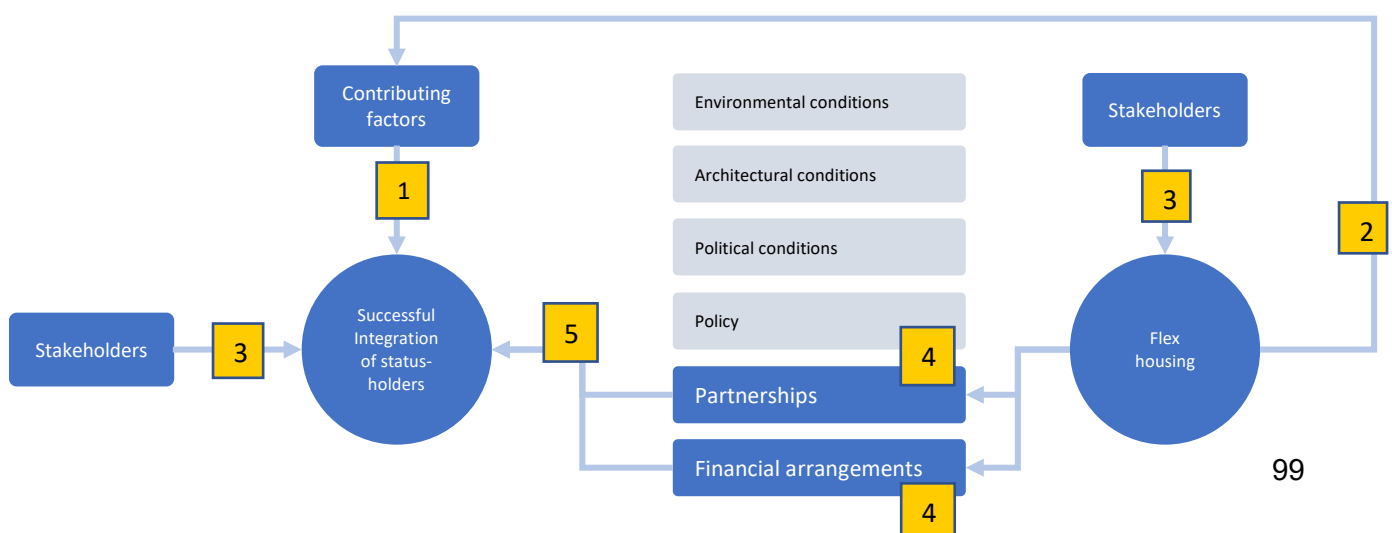 Contributing
factors
Environmental conditions
Stakeholders
Architectural conditions
1
3
2
Political conditions
Successful
Integration
of status-
holders
Policy
5
Stakeholders
3
Flex
housing
4
Partnerships
Financial arrangements
99
4